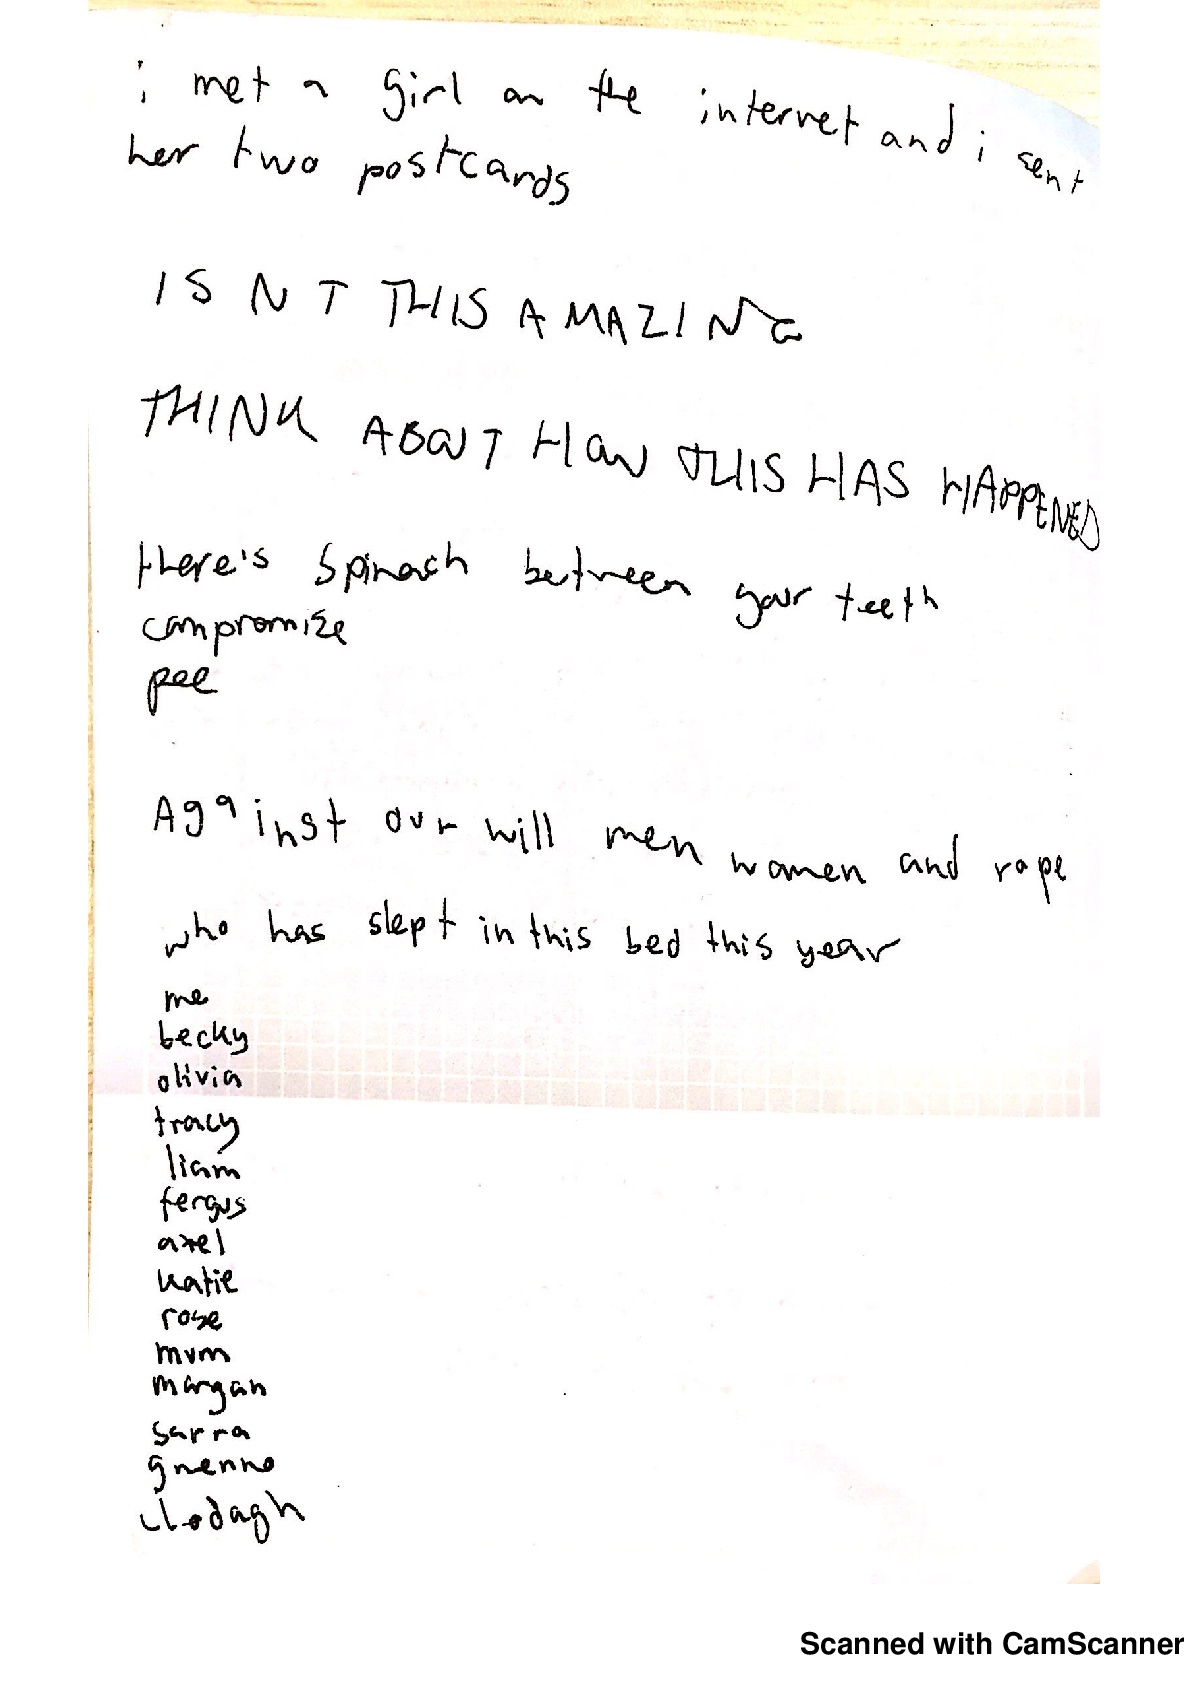 i met a girl on the internet and i sent
her two postcards
ISNT THIS AMAZING
THINK ABOUT HOW THIS HAS HAPPENED
there's spinach between your teeth
compromize
pee
Against our will men women and rape
who has slept in this bed this year
me
becky
olivia
tracy
liam
fergus
axel
katie
rose
mum
morgan
sarra
gwenno
clodagh
Scanned with CamScanner